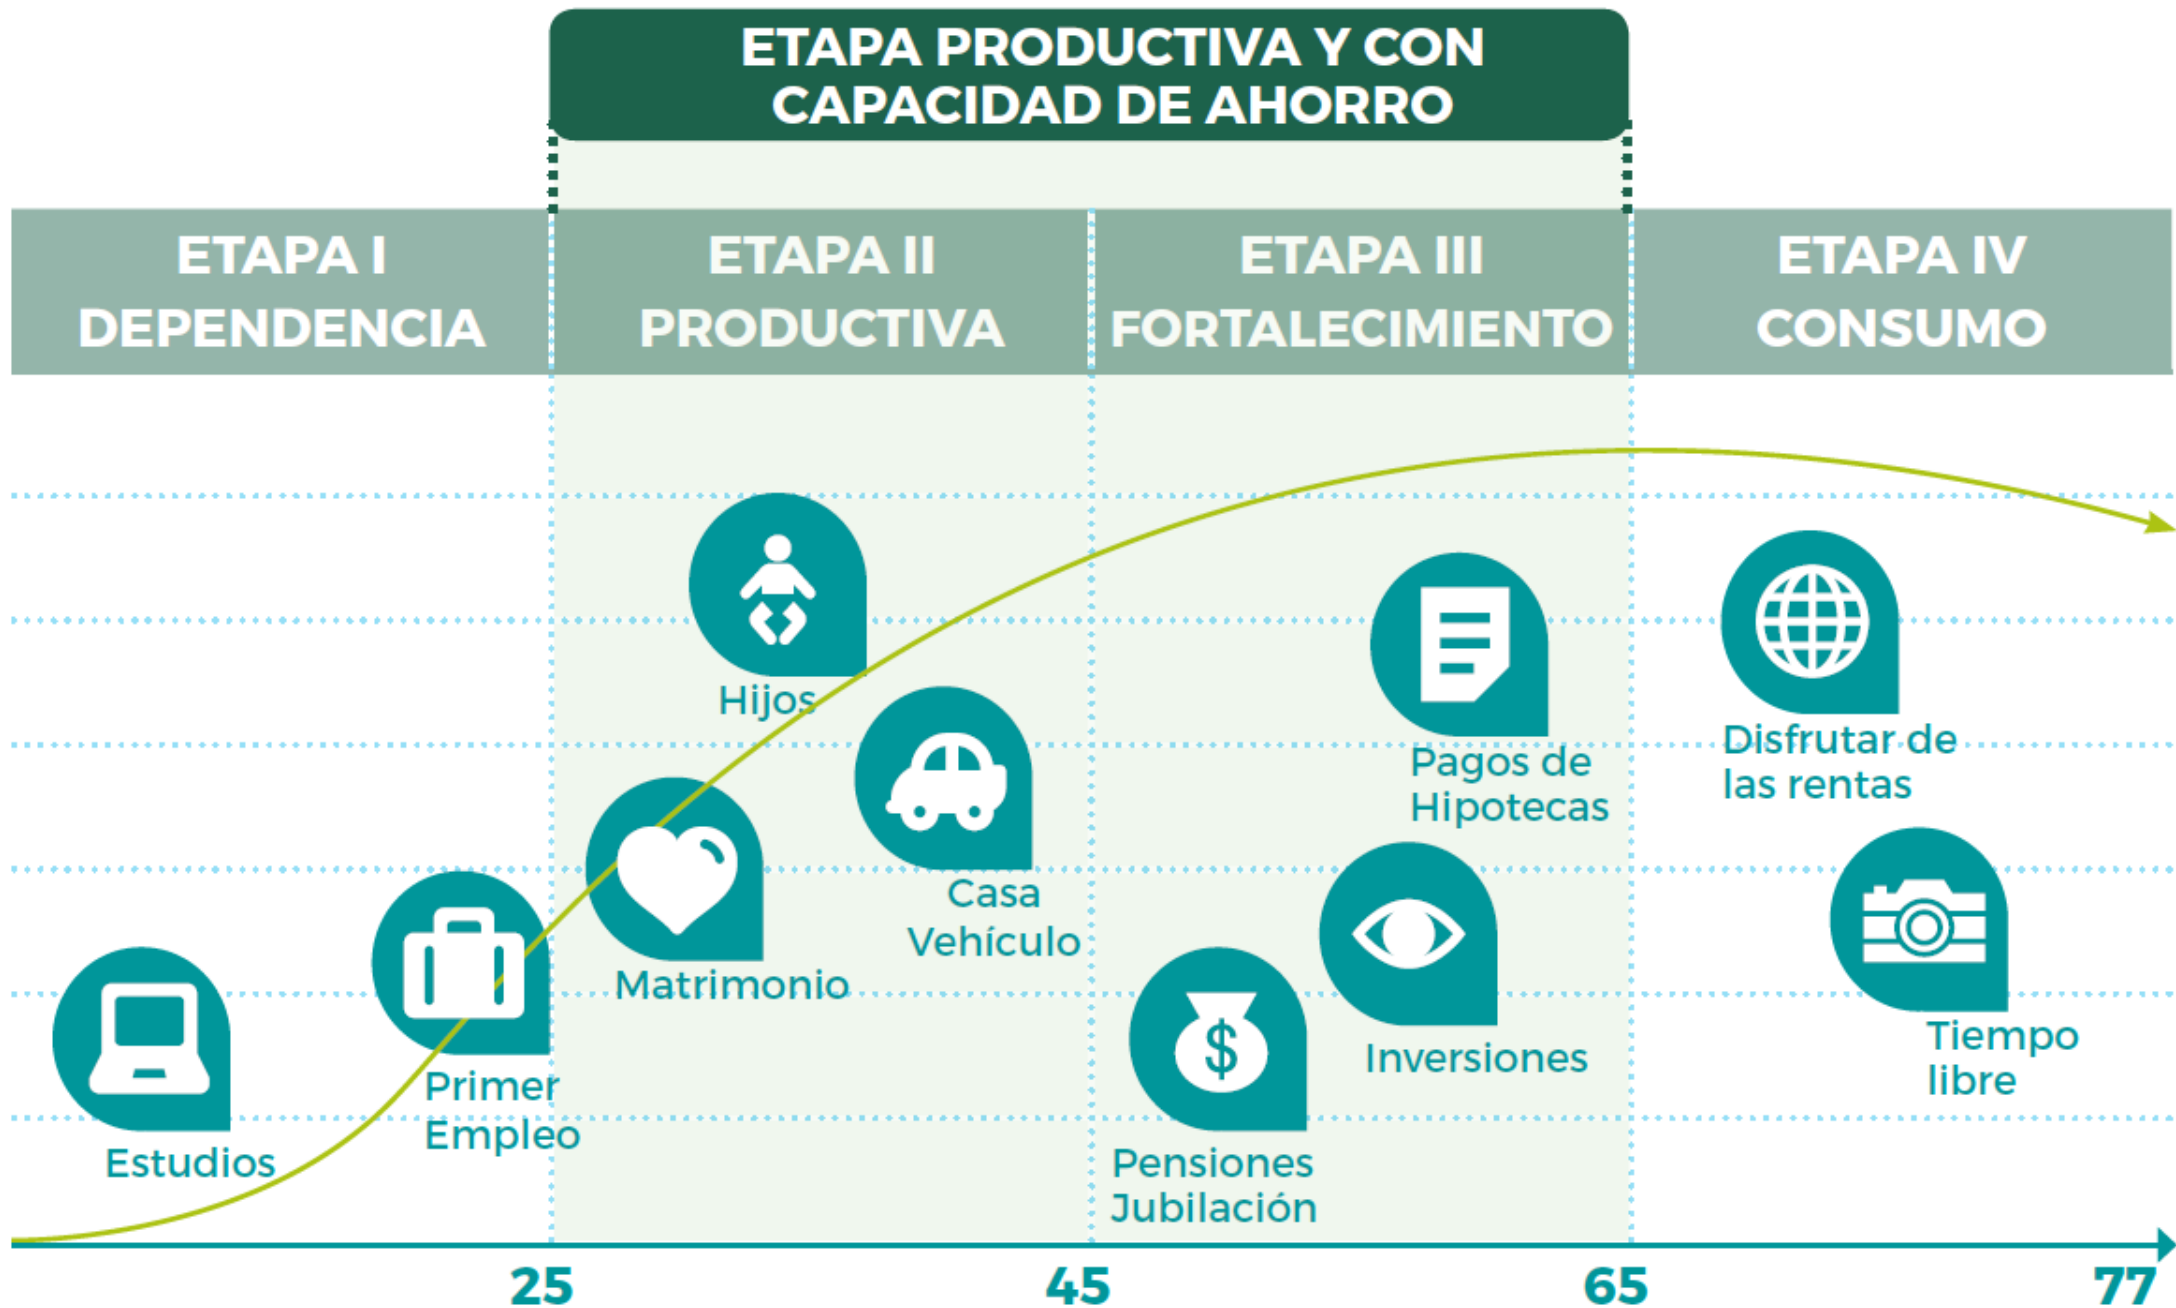 ETAPA PRODUCTIVA Y CON
CAPACIDAD DE AHORRO
ETAPA I
DEPENDENCIA
ETAPA II
PRODUCTIVA
ETAPA III
FORTALECIMIENTO
ETAPA IV
CONSUMO
Estudios
Primer
Empleo
Matrimonio
Hijos
Casa
Vehículo
$
Pensiones
Jubilación
Inversiones
Pagos de
Hipotecas
Disfrutar de
las rentas
Tiempo
libre
25
45
65
77